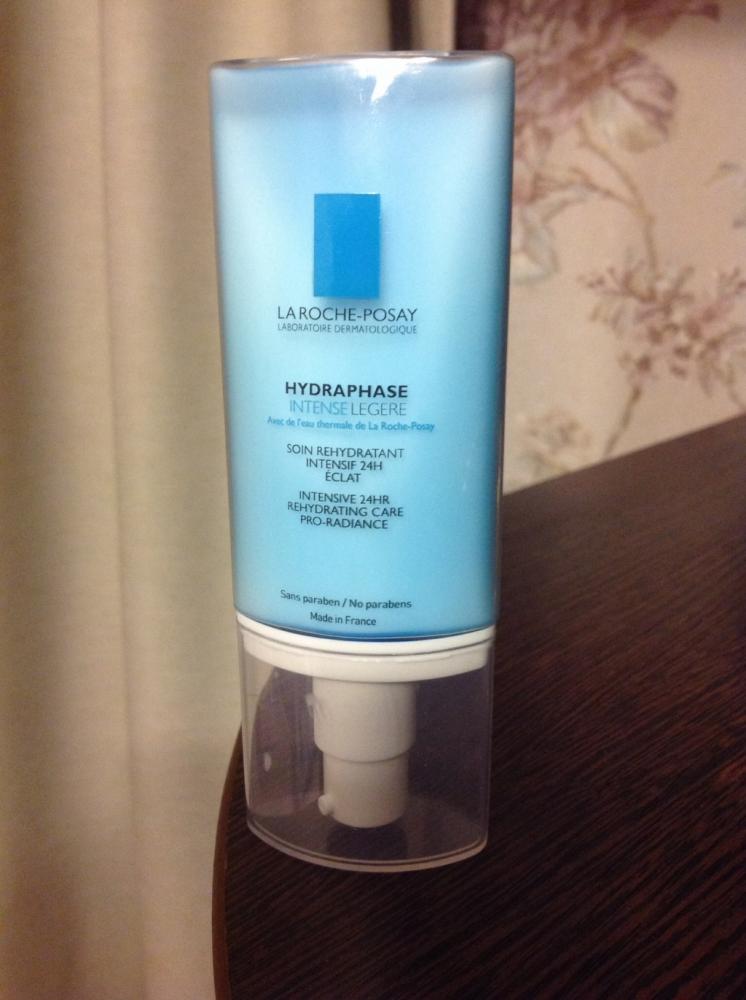 LA ROCHE-POSAY
LABORATOIRE DERMATOLOGIQUE
HYDRAPHASE
INTENSE LEGERE
Avec de l'eau thermale de La Roche-Posay
SOIN REHYDRATANT
INTENSIF 24H
ÉCLAT
INTENSIVE 24HR
REHYDRATING CARE
PRO-RADIANCE
Sans paraben / No parabens
Made in France